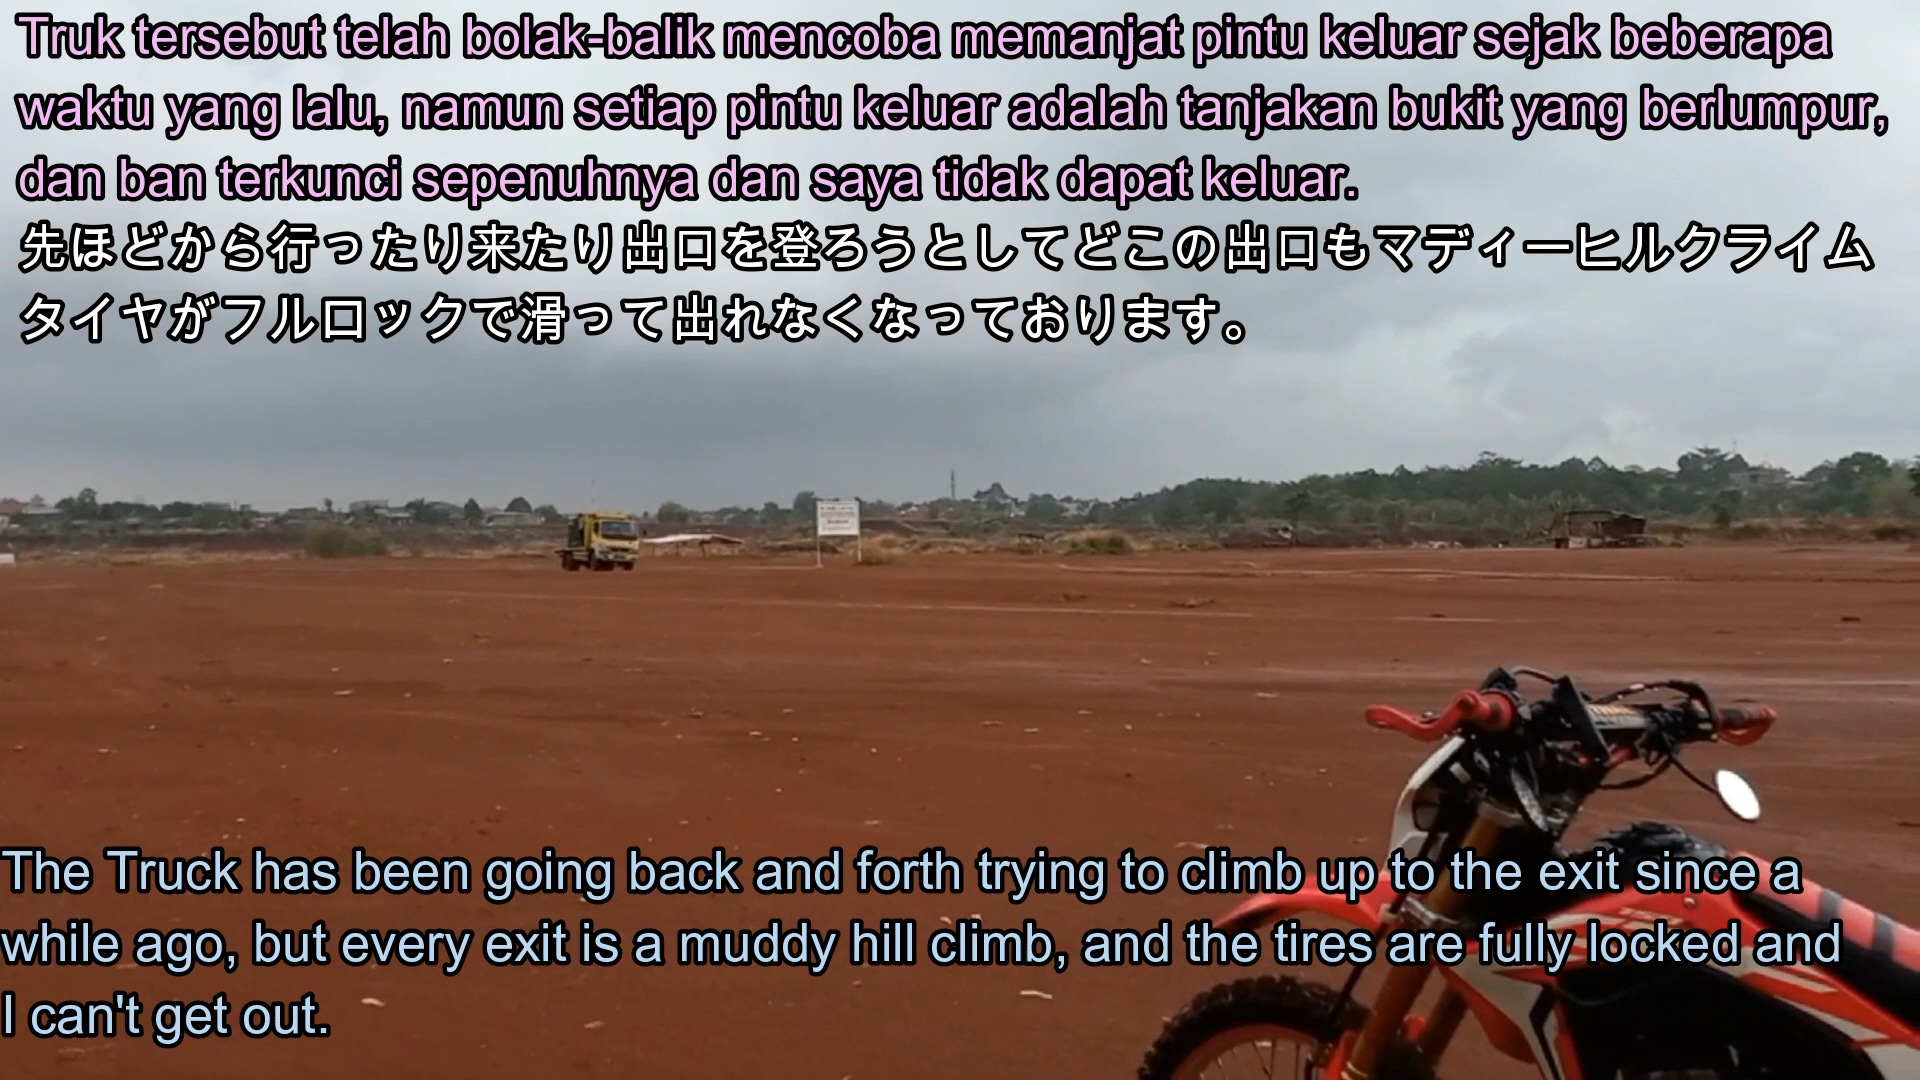 Truk tersebut telah bolak-balik mencoba memanjat pintu keluar sejak beberapa
waktu yang lalu, namun setiap pintu keluar adalah tanjakan bukit yang berlumpur,
dan ban terkunci sepenuhnya dan saya tidak dapat keluar.
先ほどから行ったり来たり出口を登ろうとしてどこの出口もマディーヒルクライム
タイヤがフルロックで滑って出れなくなっております。
The Truck has been going back and forth trying to climb up to the exit since a
while ago, but every exit is a muddy hill climb, and the tires are fully locked and
I can't get out.